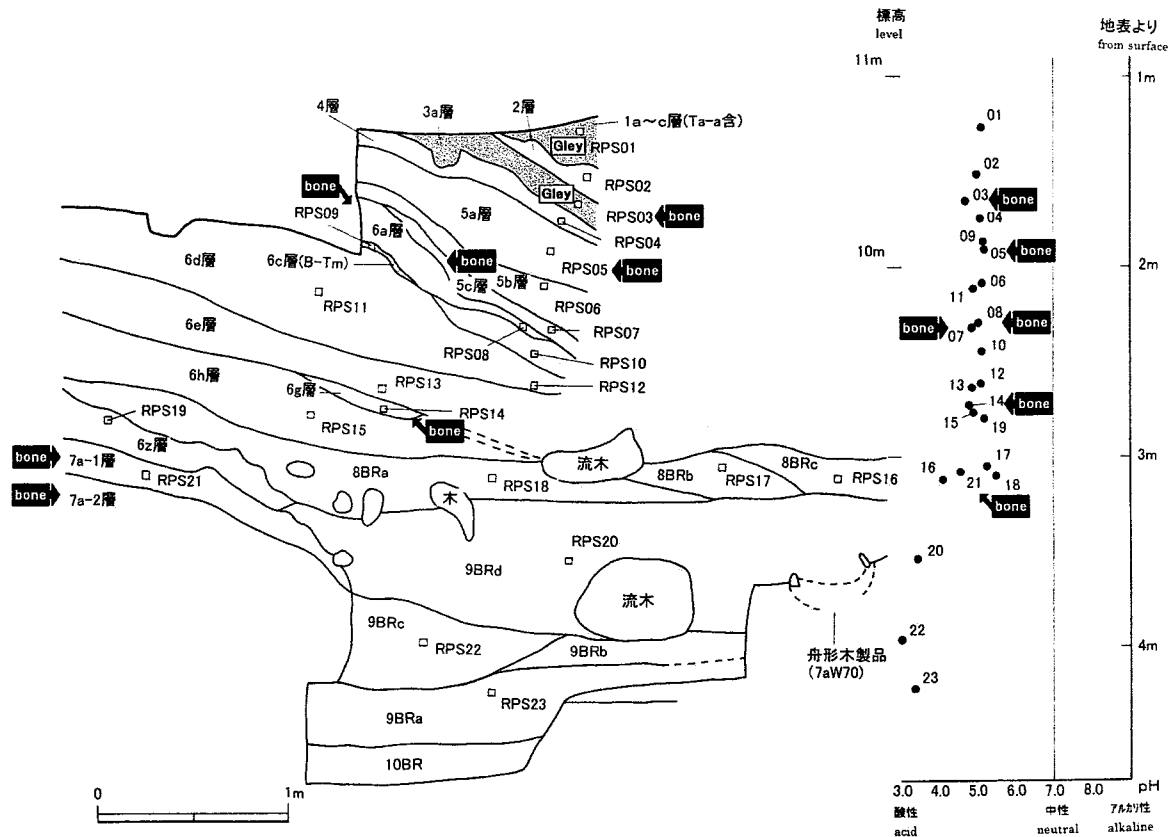 4層
3a層
2層
1a～c層(Ta-a含)
Gley
RPS01
RPS02
Gley
bone
RPS03
bone
RPS09
RPS04
5a層
6a層
bone
6c層(B-Tm)
5c層
5b層
RPS05
bone
6d層
RPS11
RPS06
RPS07
RPS08
RPS10
6e層
RPS12
6h層
6g層
RPS13
RPS14
RPS19
RPS15
bone
6z層
bone
7a-1層
RPS21
bone
7a-2層
8BRa
木
RPS18
流木
8BRb
8BRc
RPS17
RPS16
RPS20
9BRd
流木
9BRc
RPS22
9BRb
舟形木製品
(7aW70)
RPS23
9BRa
10BR
0
1m
標高
level
地表より
from surface
11m
1m
01
02
03
bone
04
09
05
bone
10m
2m
06
11
08
bone
bone
07
10
12
13
14
bone
15
19
3m
17
16
21
18
bone
20
22
4m
23
3.0 4.0 5.0 6.0 7.0 8.0 pH
酸性 中性 アルカリ性
acid neutral alkaline